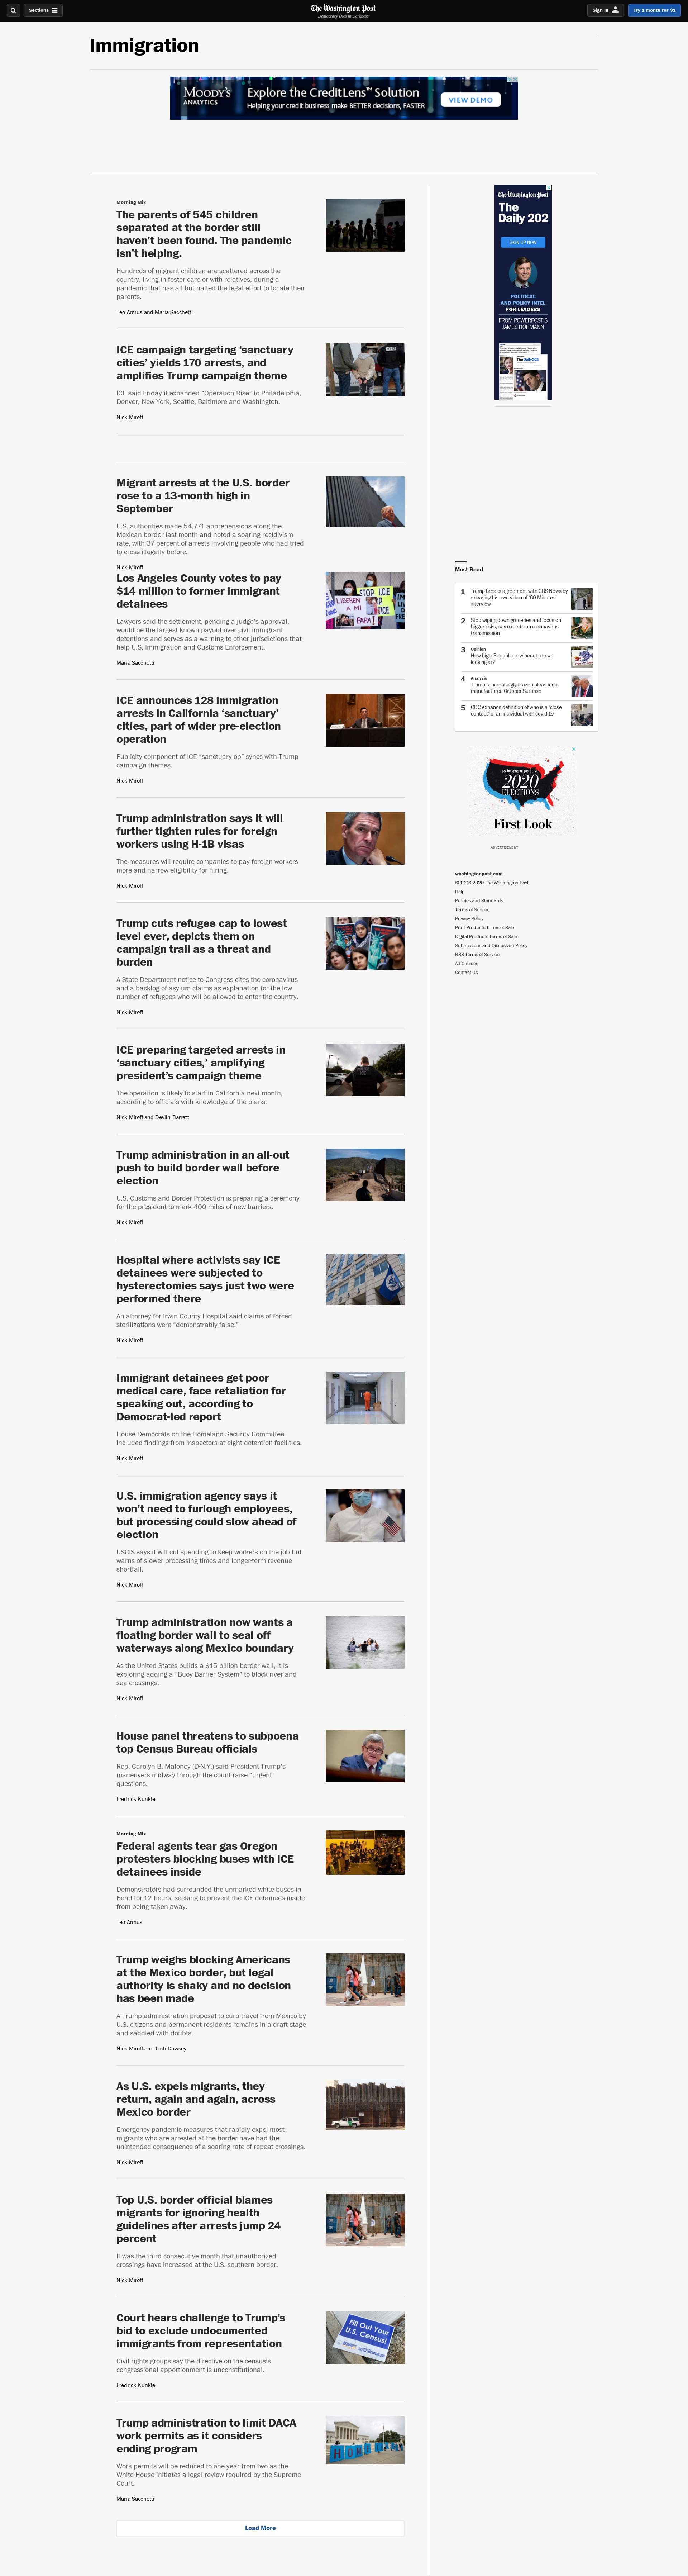 Sections
The Washington Post
Democracy Dies in Darkness
Sign In
Try 1 month for $1
Immigration
MOODY'S
ANALYTICS
Explore the CreditLens™ Solution
Helping your credit business make BETTER decisions, FASTER
VIEW DEMO
Morning Mix
The parents of 545 children
separated at the border still
haven’t been found. The pandemic
isn’t helping.
Hundreds of migrant children are scattered across the
country, living in foster care or with relatives, during a
pandemic that has all but halted the legal effort to locate their
parents.
Teo Armus and Maria Sacchetti
ICE campaign targeting ‘sanctuary
cities’ yields 170 arrests, and
amplifies Trump campaign theme
ICE said Friday it expanded “Operation Rise” to Philadelphia,
Denver, New York, Seattle, Baltimore and Washington.
Nick Miroff
Migrant arrests at the U.S. border
rose to a 13-month high in
September
U.S. authorities made 54,771 apprehensions along the
Mexican border last month and noted a soaring recidivism
rate, with 37 percent of arrests involving people who had tried
to cross illegally before.
Nick Miroff
Los Angeles County votes to pay
$14 million to former immigrant
detainees
Lawyers said the settlement, pending a judge’s approval,
would be the largest known payout over civil immigrant
detentions and serves as a warning to other jurisdictions that
help U.S. Immigration and Customs Enforcement.
Maria Sacchetti
LIBEREN
A MI
PAPA!
STOP ICE
ICE announces 128 immigration
arrests in California ‘sanctuary’
cities, part of wider pre-election
operation
Publicity component of ICE “sanctuary op” syncs with Trump
campaign themes.
Nick Miroff
Trump administration says it will
further tighten rules for foreign
workers using H-1B visas
The measures will require companies to pay foreign workers
more and narrow eligibility for hiring.
Nick Miroff
Trump cuts refugee cap to lowest
level ever, depicts them on
campaign trail as a threat and
burden
A State Department notice to Congress cites the coronavirus
and a backlog of asylum claims as explanation for the low
number of refugees who will be allowed to enter the country.
Nick Miroff
ICE preparing targeted arrests in
‘sanctuary cities,’ amplifying
president’s campaign theme
The operation is likely to start in California next month,
according to officials with knowledge of the plans.
Nick Miroff and Devlin Barrett
Trump administration in an all-out
push to build border wall before
election
U.S. Customs and Border Protection is preparing a ceremony
for the president to mark 400 miles of new barriers.
Nick Miroff
Hospital where activists say ICE
detainees were subjected to
hysterectomies says just two were
performed there
An attorney for Irwin County Hospital said claims of forced
sterilizations were “demonstrably false.”
Nick Miroff
Immigrant detainees get poor
medical care, face retaliation for
speaking out, according to
Democrat-led report
House Democrats on the Homeland Security Committee
included findings from inspectors at eight detention facilities.
Nick Miroff
U.S. immigration agency says it
won’t need to furlough employees,
but processing could slow ahead of
election
USCIS says it will cut spending to keep workers on the job but
warns of slower processing times and longer-term revenue
shortfall.
Nick Miroff
Trump administration now wants a
floating border wall to seal off
waterways along Mexico boundary
As the United States builds a $15 billion border wall, it is
exploring adding a “Buoy Barrier System” to block river and
sea crossings.
Nick Miroff
House panel threatens to subpoena
top Census Bureau officials
Rep. Carolyn B. Maloney (D-N.Y.) said President Trump’s
maneuvers midway through the count raise “urgent”
questions.
Fredrick Kunkle
Morning Mix
Federal agents tear gas Oregon
protesters blocking buses with ICE
detainees inside
Demonstrators had surrounded the unmarked white buses in
Bend for 12 hours, seeking to prevent the ICE detainees inside
from being taken away.
Teo Armus
Trump weighs blocking Americans
at the Mexico border, but legal
authority is shaky and no decision
has been made
A Trump administration proposal to curb travel from Mexico by
U.S. citizens and permanent residents remains in a draft stage
and saddled with doubts.
Nick Miroff and Josh Dawsey
As U.S. expels migrants, they
return, again and again, across
Mexico border
Emergency pandemic measures that rapidly expel most
migrants who are arrested at the border have had the
unintended consequence of a soaring rate of repeat crossings.
Nick Miroff
Top U.S. border official blames
migrants for ignoring health
guidelines after arrests jump 24
percent
It was the third consecutive month that unauthorized
crossings have increased at the U.S. southern border.
Nick Miroff
Court hears challenge to Trump’s
bid to exclude undocumented
immigrants from representation
Civil rights groups say the directive on the census’s
congressional apportionment is unconstitutional.
Fredrick Kunkle
Fill Out Your
U.S. Census!
Trump administration to limit DACA
work permits as it considers
ending program
Work permits will be reduced to one year from two as the
White House initiates a legal review required by the Supreme
Court.
Maria Sacchetti
Load More
The Washington Post
The
Daily 202
SIGN UP NOW
POLITICAL
AND POLICY INTEL
FOR LEADERS
FROM POWERPOST'S
JAMES HOHMANN
The Daily 202
Most Read
1 Trump breaks agreement with CBS News by
releasing his own video of ‘60 Minutes’
interview
2 Stop wiping down groceries and focus on
bigger risks, say experts on coronavirus
transmission
3 Opinion
How big a Republican wipeout are we
looking at?
4 Analysis
Trump’s increasingly brazen pleas for a
manufactured October Surprise
5 CDC expands definition of who is a ‘close
contact’ of an individual with covid-19
The Washington Post
2020
ELECTIONS
First Look
ADVERTISEMENT
washingtonpost.com
© 1996-2020 The Washington Post
Help
Policies and Standards
Terms of Service
Privacy Policy
Print Products Terms of Sale
Digital Products Terms of Sale
Submissions and Discussion Policy
RSS Terms of Service
Ad Choices
Contact Us